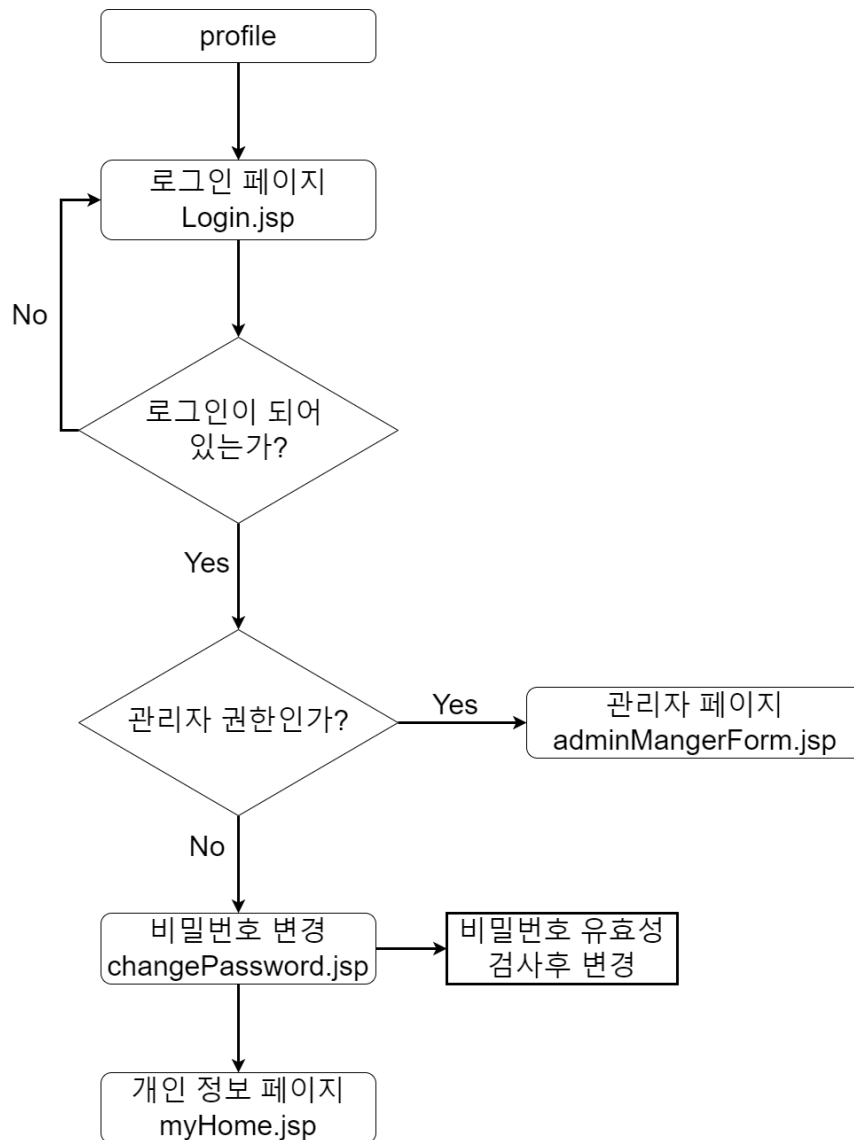 profile
로그인 페이지
Login.jsp
No
로그인이 되어
있는가?
Yes
관리자 권한인가?
Yes
관리자 페이지
adminMangerForm.jsp
No
비밀번호 변경
changePassword.jsp
비밀번호 유효성
검사후 변경
개인 정보 페이지
myHome.jsp